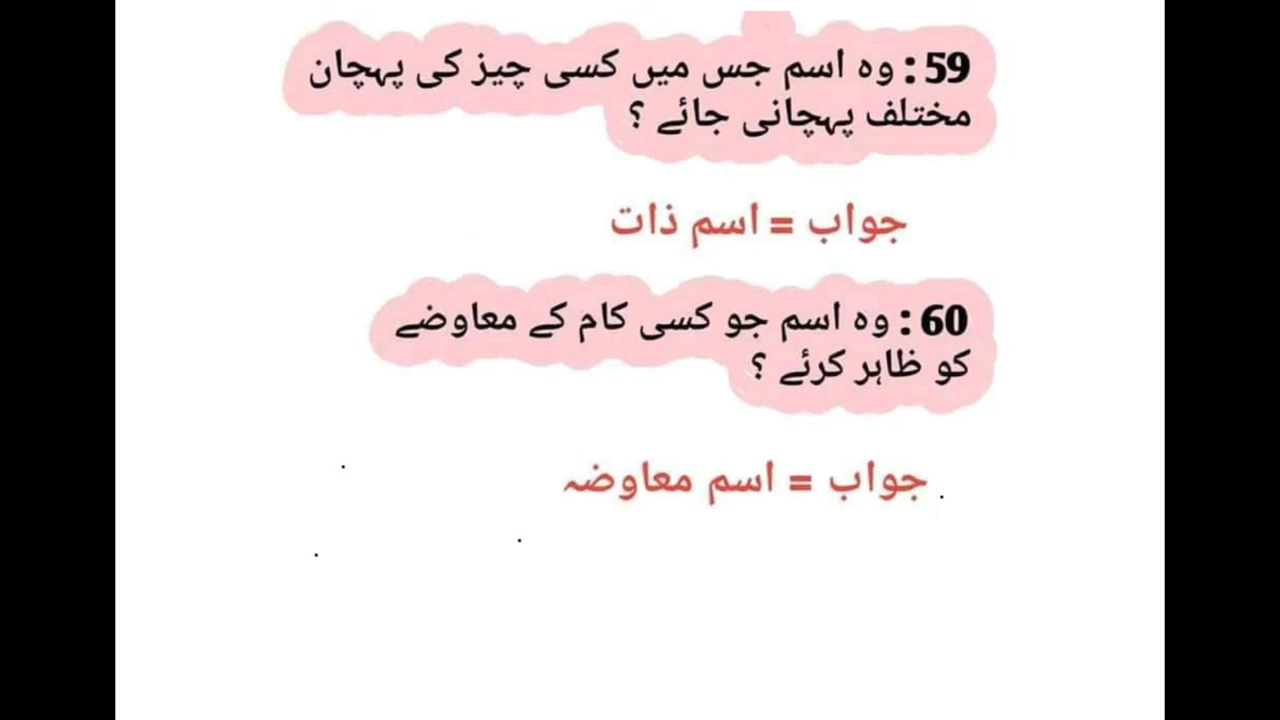 59 : وہ اسم جس میں کسی چیز کی پہچان
مختلف پہچانی جائے ؟
جواب = اسم ذات
60 : وہ اسم جو کسی کام کے معاوضے
کو ظاہر کرئے ؟
جواب = اسم معاوضہ